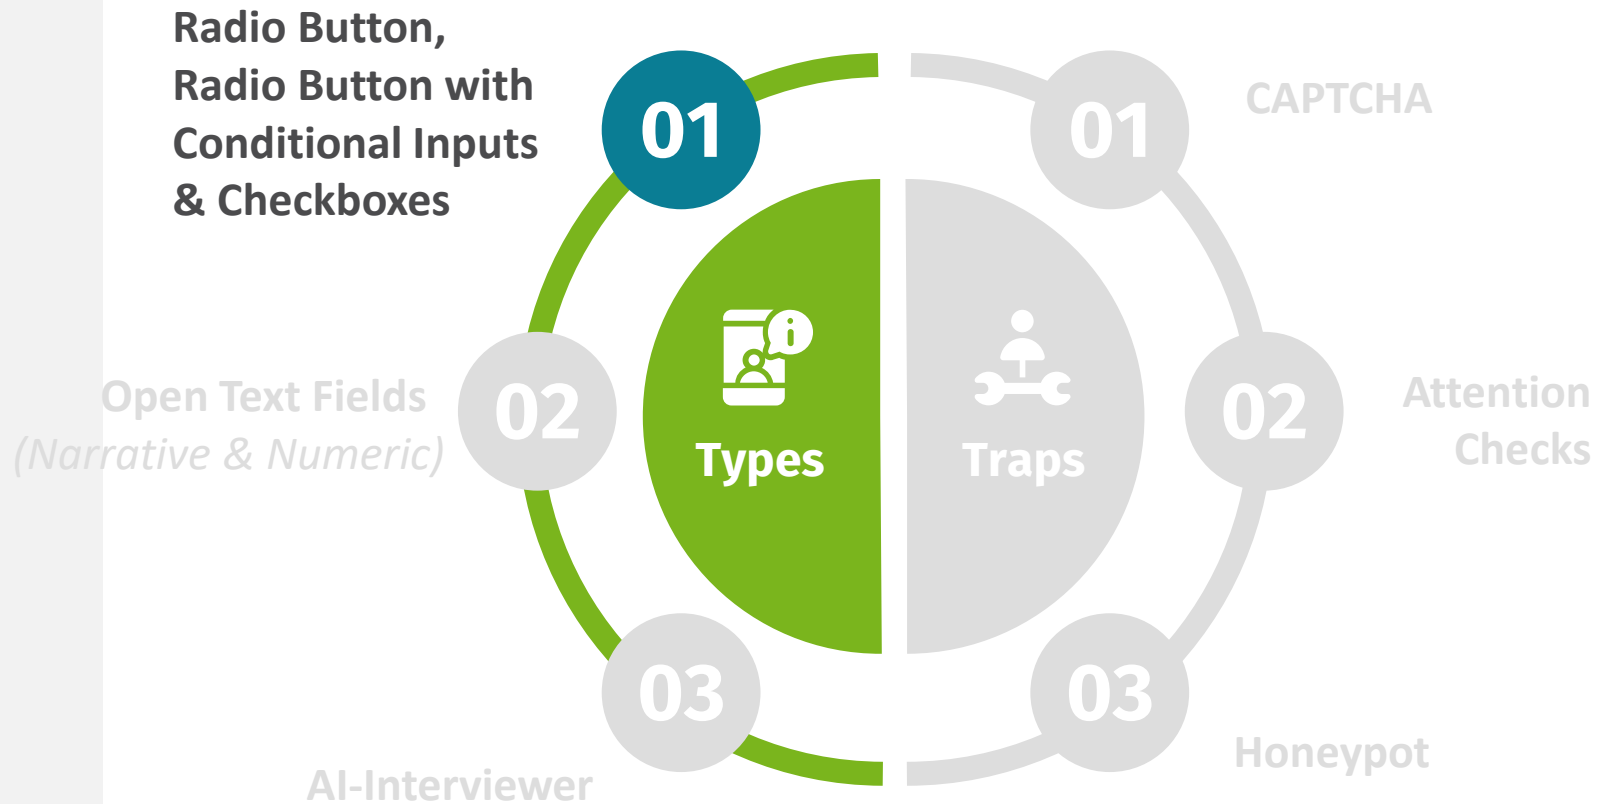 Radio Button,
Radio Button with
Conditional Inputs
& Checkboxes
01
Open Text Fields
(Narrative & Numeric)
02
03
AI-Interviewer
Types
Traps
01
CAPTCHA
02
Attention
Checks
03
Honeypot